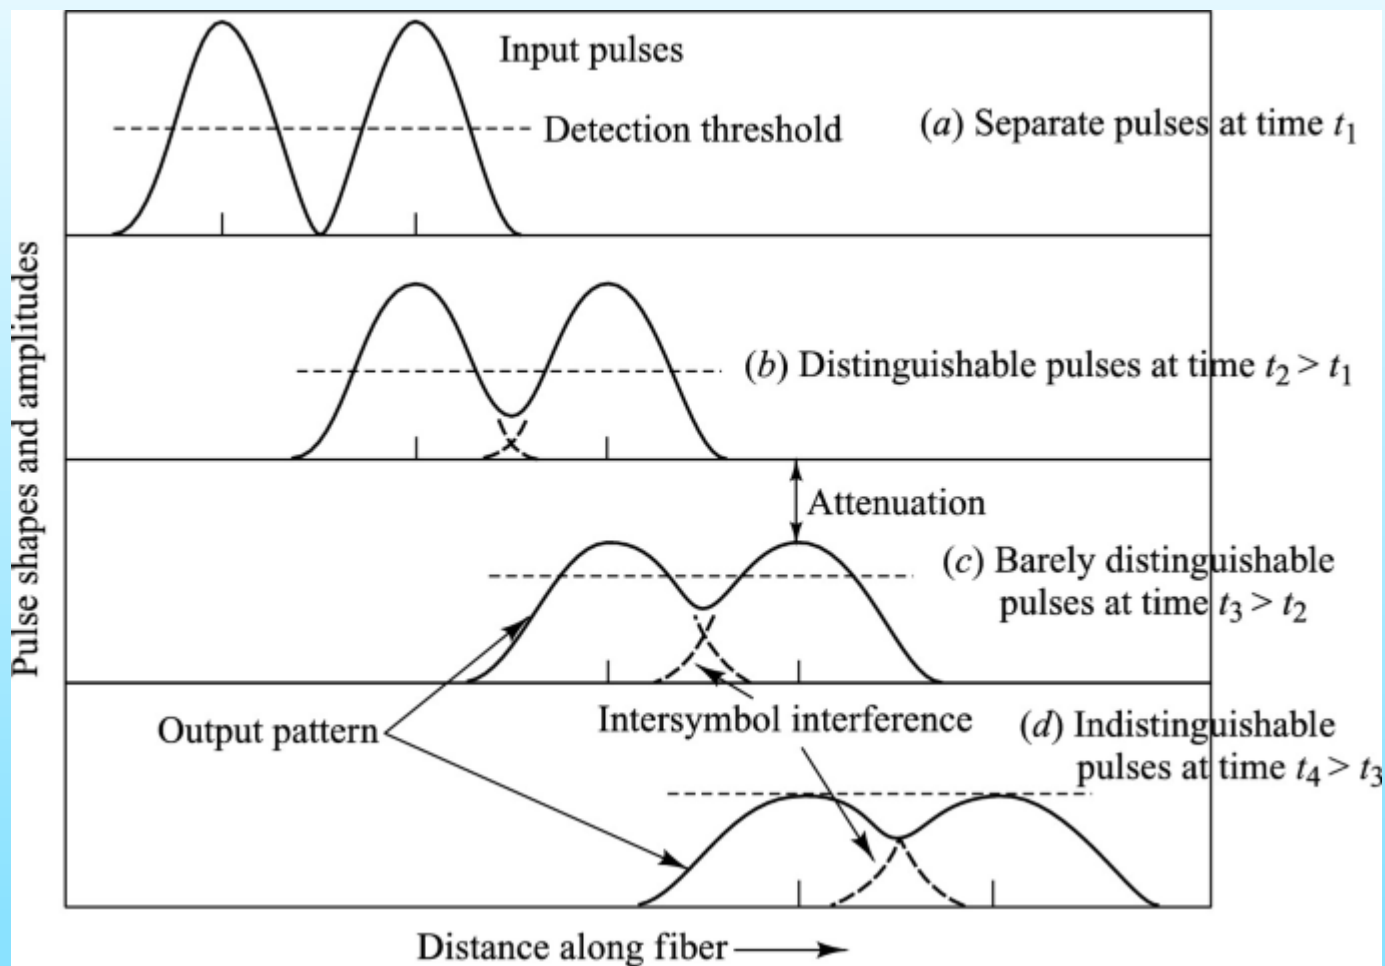 Input pulses
Detection threshold
(a) Separate pulses at time t1
Pulse shapes and amplitudes
(b) Distinguishable pulses at time t2 > t1
Attenuation
(c) Barely distinguishable
pulses at time t3 > t2
Output pattern
Intersymbol interference
(d) Indistinguishable
pulses at time t4 > t3
Distance along fiber